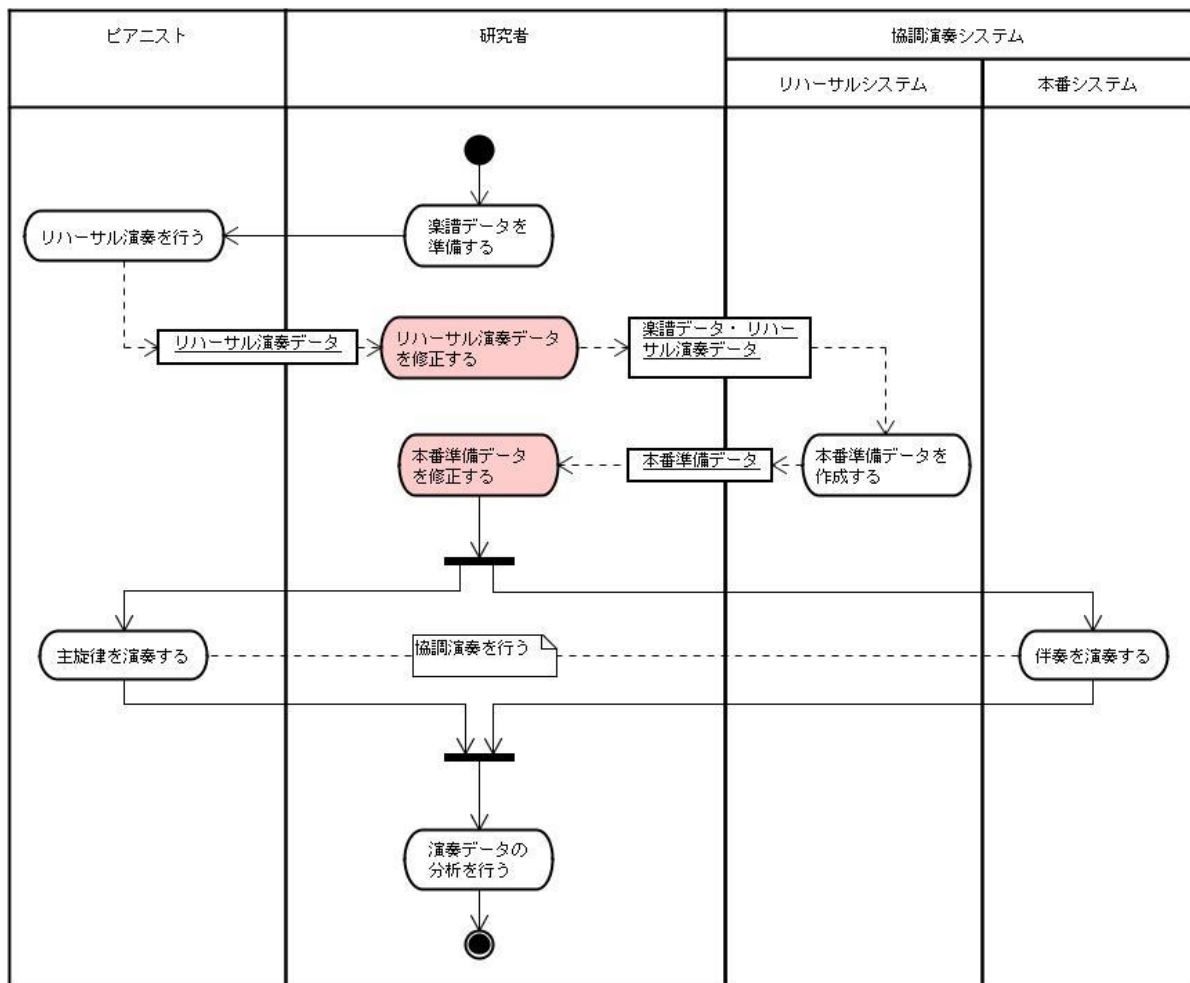 ピアニスト
研究者
協調演奏システム
リハーサルシステム
本番システム
楽譜データを
準備する
リハーサル演奏を行う
リハーサル演奏データ
リハーサル演奏データ
を修正する
楽譜データ・ リハー
サル演奏データ
本番準備データ
を修正する
本番準備データ
本番準備データを
作成する
主旋律を演奏する
協調演奏を行う
伴奏を演奏する
演奏データの
分析を行う